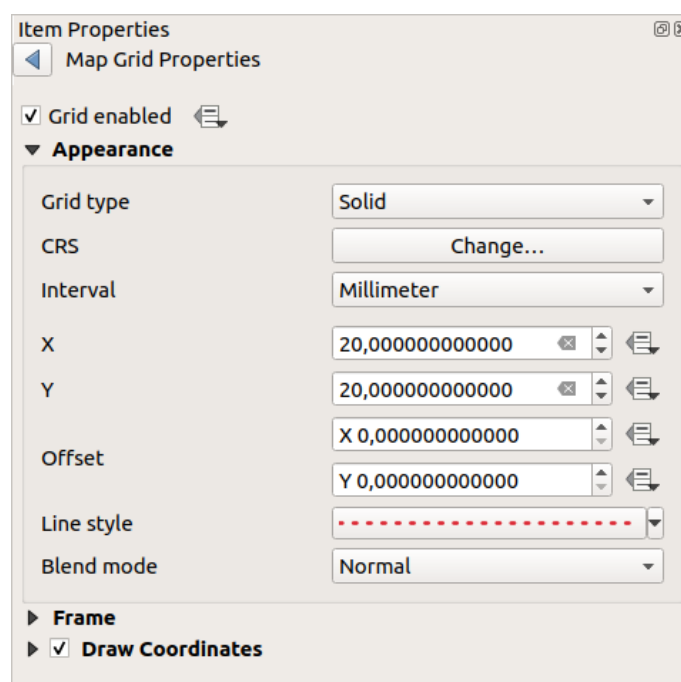 Item Properties
Map Grid Properties
Grid enabled
Appearance
Grid type Solid
CRS Change...
Interval Millimeter
X 20,000000000000
Y 20,000000000000
Offset X 0,000000000000
Y 0,000000000000
Line style
Blend mode Normal
Frame
Draw Coordinates